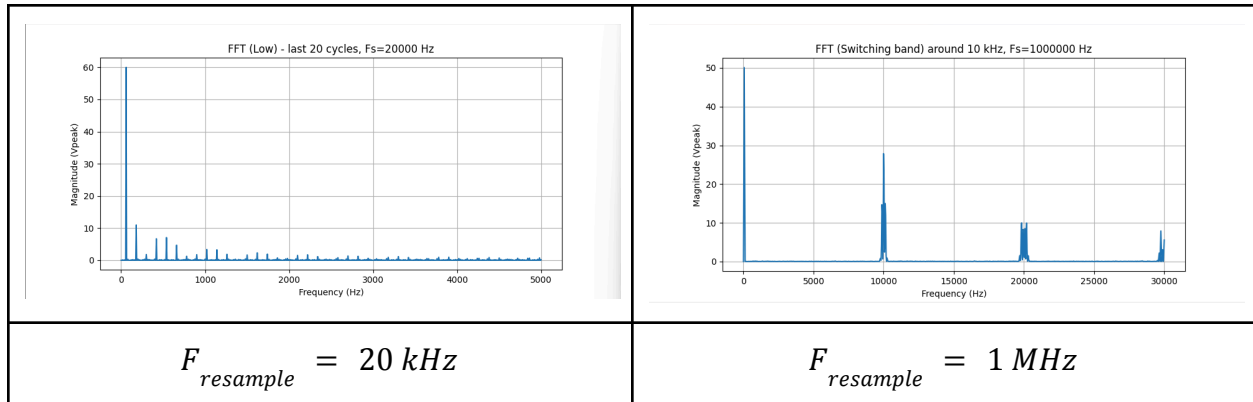 FFT (Low) - last 20 cycles, Fs=20000 Hz
60
50
40
30
20
10
0
Magnitude (Vpeak)
0 1000 2000 3000 4000 5000
Frequency (Hz)
FFT (Switching band) around 10 kHz, Fs=1000000 Hz
50
40
30
20
10
0
Magnitude (Vpeak)
0 5000 10000 15000 20000 25000 30000
Frequency (Hz)
F_resample = 20 kHz
F_resample = 1 MHz